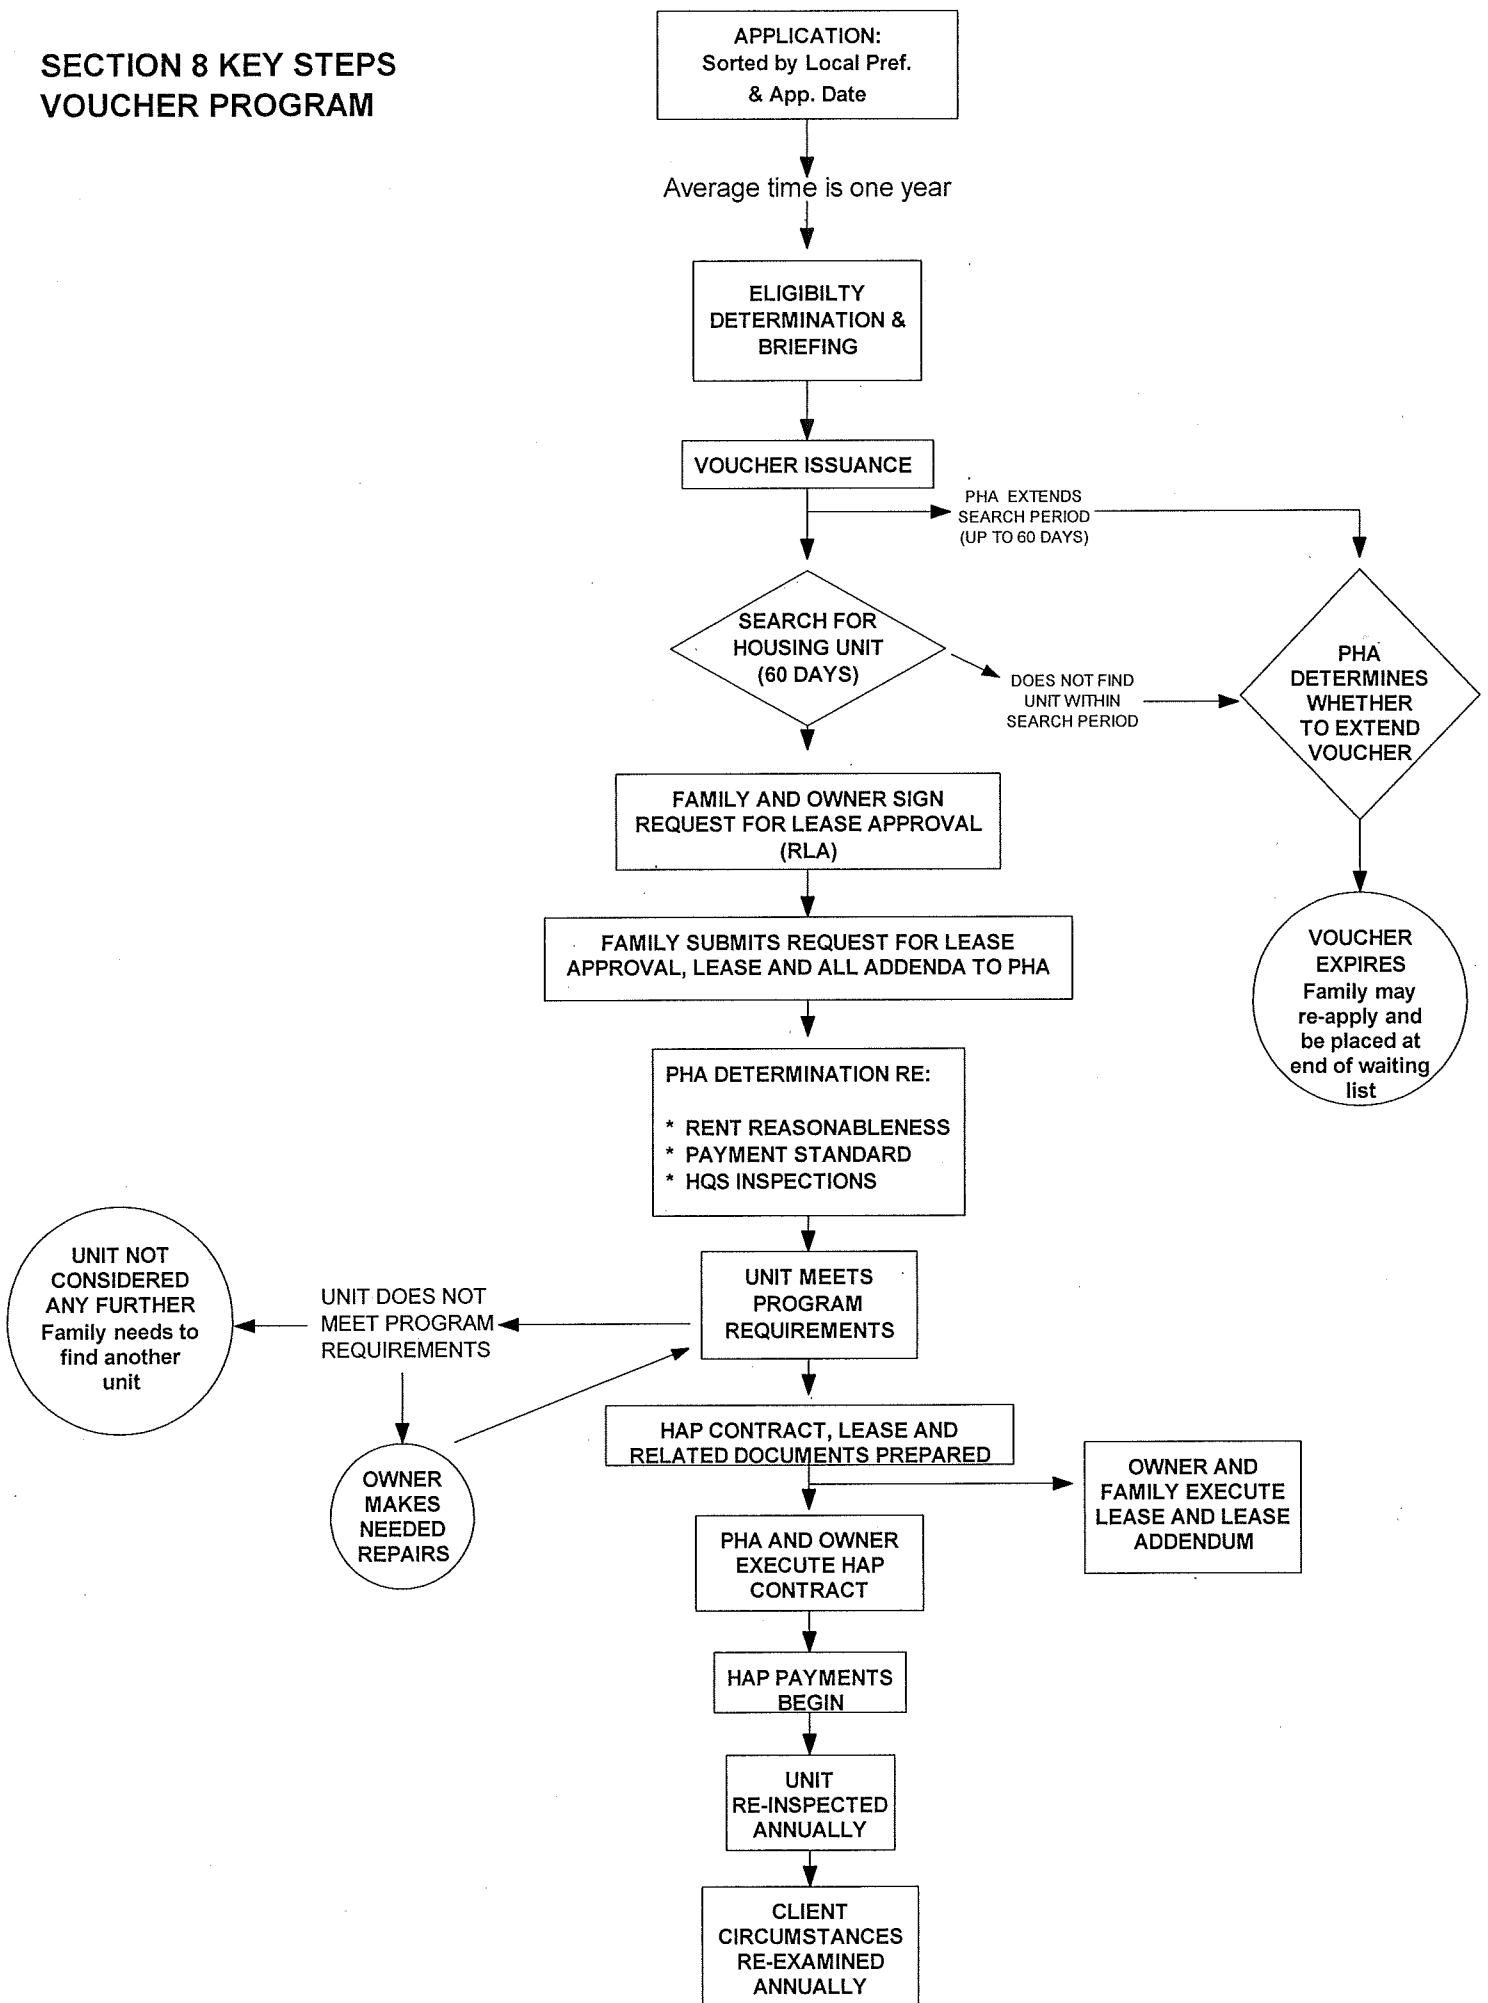 SECTION 8 KEY STEPS
VOUCHER PROGRAM
APPLICATION:
Sorted by Local Pref.
& App. Date
Average time is one year
ELIGIBILTY
DETERMINATION &
BRIEFING
VOUCHER ISSUANCE
PHA EXTENDS
SEARCH PERIOD
(UP TO 60 DAYS)
SEARCH FOR
HOUSING UNIT
(60 DAYS)
DOES NOT FIND
UNIT WITHIN
SEARCH PERIOD
PHA
DETERMINES
WHETHER
TO EXTEND
VOUCHER
FAMILY AND OWNER SIGN
REQUEST FOR LEASE APPROVAL
(RLA)
FAMILY SUBMITS REQUEST FOR LEASE
APPROVAL, LEASE AND ALL ADDENDA TO PHA
VOUCHER
EXPIRES
Family may
re-apply and
be placed at
end of waiting
list
PHA DETERMINATION RE:
* RENT REASONABLENESS
* PAYMENT STANDARD
* HQS INSPECTIONS
UNIT MEETS
PROGRAM
REQUIREMENTS
UNIT DOES NOT
MEET PROGRAM
REQUIREMENTS
UNIT NOT
CONSIDERED
ANY FURTHER
Family needs to
find another
unit
OWNER
MAKES
NEEDED
REPAIRS
HAP CONTRACT, LEASE AND
RELATED DOCUMENTS PREPARED
OWNER AND
FAMILY EXECUTE
LEASE AND LEASE
ADDENDUM
PHA AND OWNER
EXECUTE HAP
CONTRACT
HAP PAYMENTS
BEGIN
UNIT
RE-INSPECTED
ANNUALLY
CLIENT
CIRCUMSTANCES
RE-EXAMINED
ANNUALLY